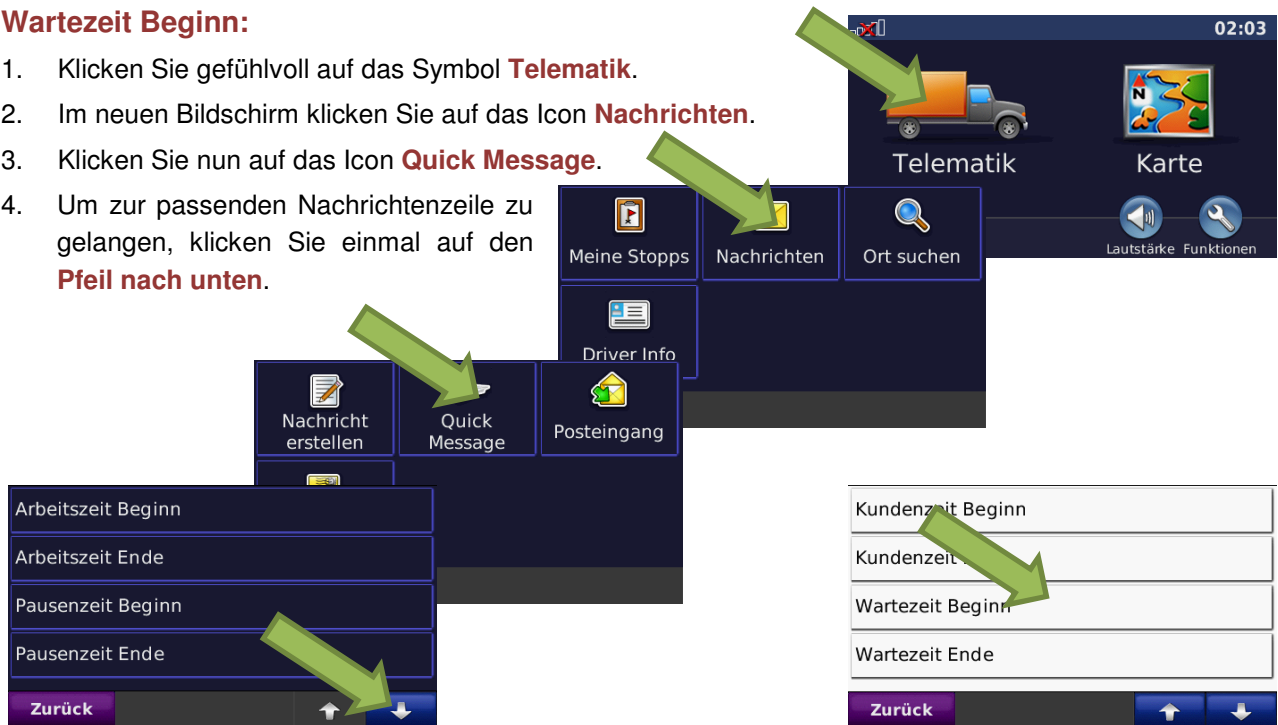 Wartezeit Beginn:
1. Klicken Sie gefühlvoll auf das Symbol Telematik.
2. Im neuen Bildschirm klicken Sie auf das Icon Nachrichten.
3. Klicken Sie nun auf das Icon Quick Message.
4. Um zur passenden Nachrichtenzeile zu
gelangen, klicken Sie einmal auf den
Pfeil nach unten.
02:03
Telematik
Karte
N
Lautstärke Funktionen
Meine Stopps
Nachrichten
Ort suchen
Driver Info
Nachricht
erstellen
Quick
Message
Posteingang
Arbeitszeit Beginn
Arbeitszeit Ende
Pausenzeit Beginn
Pausenzeit Ende
Zurück
Kundenzeit Beginn
Kundenzeit
Wartezeit Beginn
Wartezeit Ende
Zurück